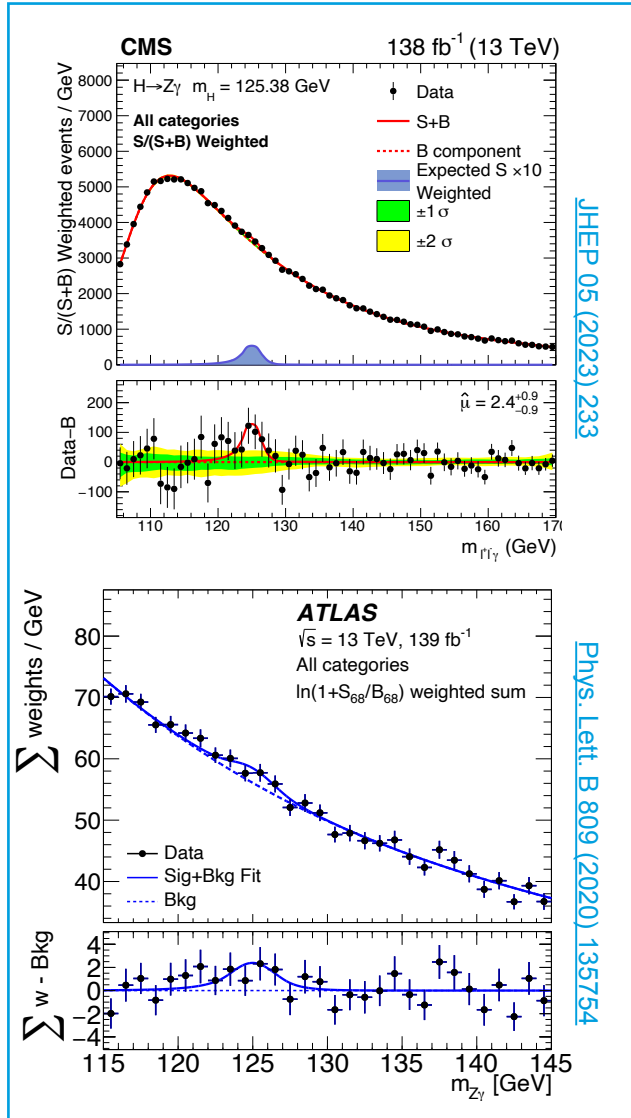 CMS 138 fb⁻¹ (13 TeV)
S/(S+B) Weighted events / GeV
8000
7000
6000
5000
4000
3000
2000
1000
0
H→Zγ m_H = 125.38 GeV
All categories
S/(S+B) Weighted
Data
S+B
B component
Expected S ×10
Weighted
±1 σ
±2 σ
Data−B
200
100
0
−100
μ̂ = 2.4 +0.9 −0.9
110 120 130 140 150 160 170
m_l⁺l⁻γ (GeV)
JHEP 05 (2023) 233
∑ weights / GeV
80
70
60
50
40
ATLAS
√s = 13 TeV, 139 fb⁻¹
All categories
ln(1+S₆₈/B₆₈) weighted sum
Data
Sig+Bkg Fit
Bkg
∑ w - Bkg
4
2
0
−2
−4
115 120 125 130 135 140 145
m_Zγ [GeV]
Phys. Lett. B 809 (2020) 135754